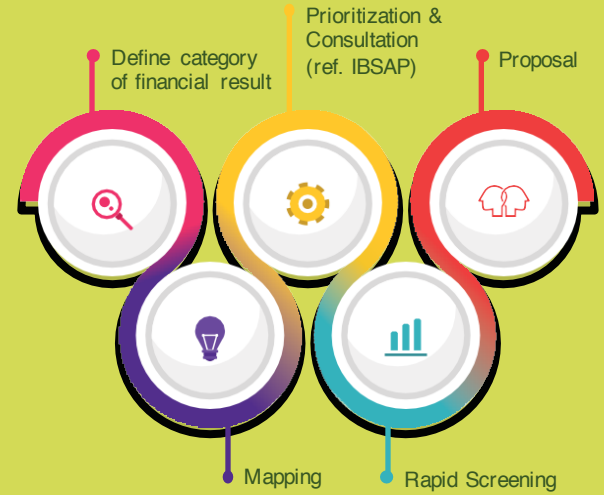 Define category
of financial result
Prioritization &
Consultation
(ref. IBSAP)
Proposal
Mapping
Rapid Screening